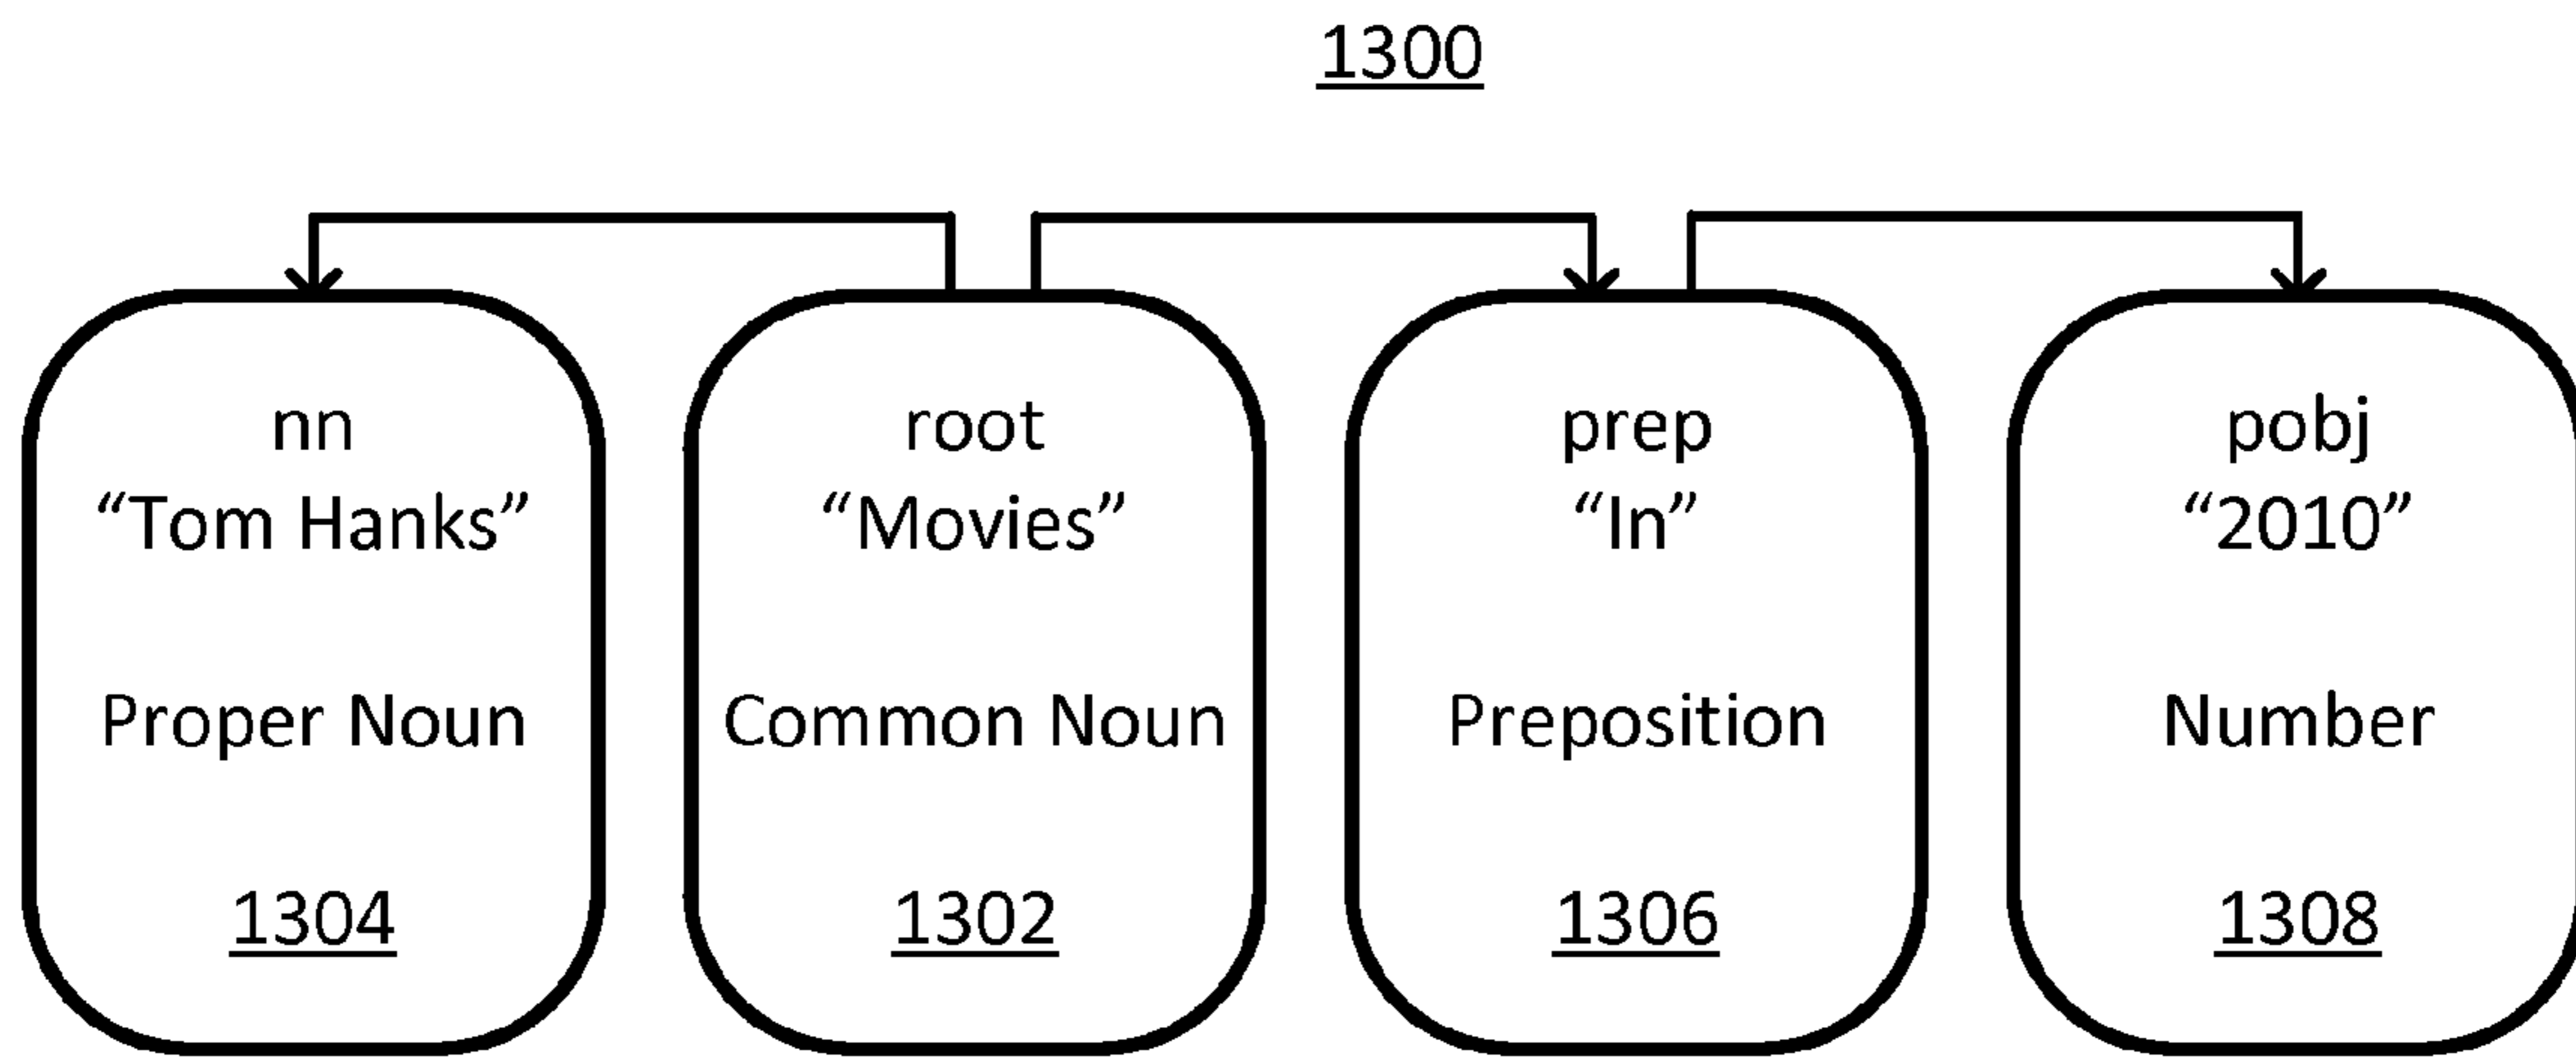 1300
nn
“Tom Hanks”
Proper Noun
1304
root
“Movies”
Common Noun
1302
prep
“In”
Preposition
1306
pobj
“2010”
Number
1308